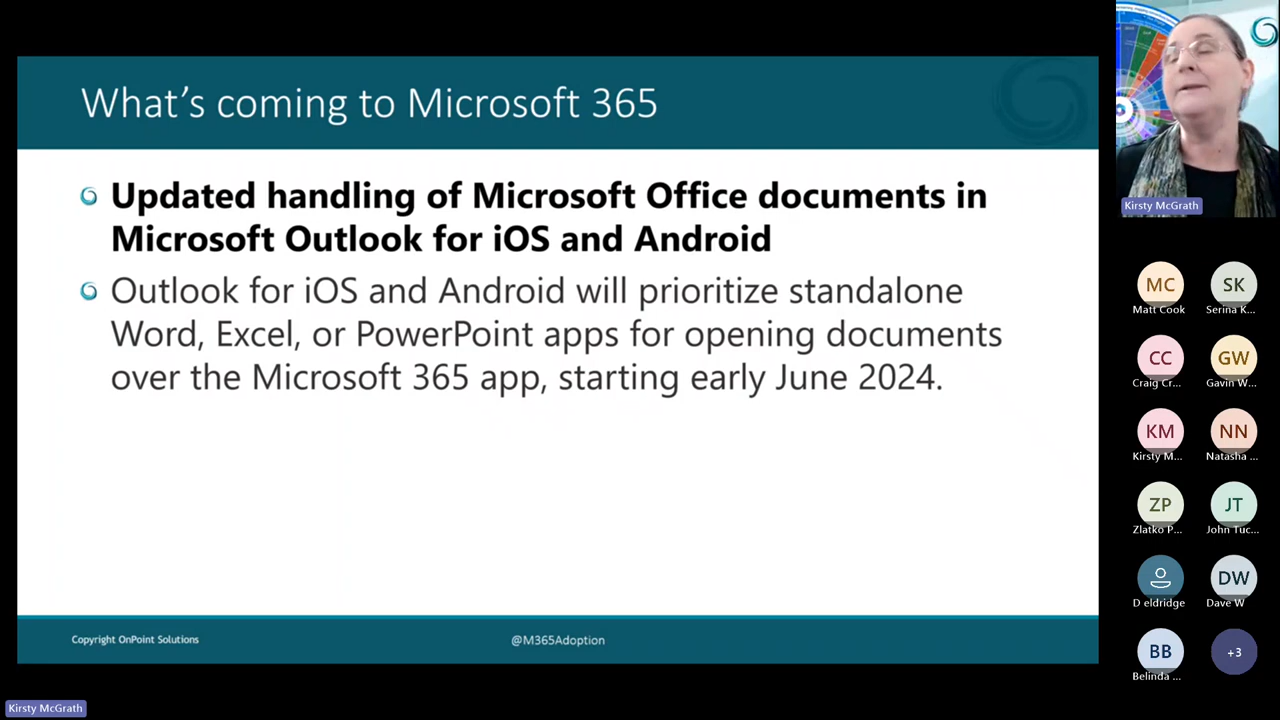 What's coming to Microsoft 365
Updated handling of Microsoft Office documents in
Microsoft Outlook for iOS and Android
Outlook for iOS and Android will prioritize standalone
Word, Excel, or PowerPoint apps for opening documents
over the Microsoft 365 app, starting early June 2024.
Copyright OnPoint Solutions
@M365Adoption
Kirsty McGrath
Kirsty McGrath
MC
SK
Matt Cook
Serina K...
CC
GW
Craig Cr...
Gavin W...
KM
NN
Kirsty M...
Natasha ...
ZP
JT
Zlatko P...
John Tuc...
DW
D eldridge
Dave W
BB
+3
Belinda ...